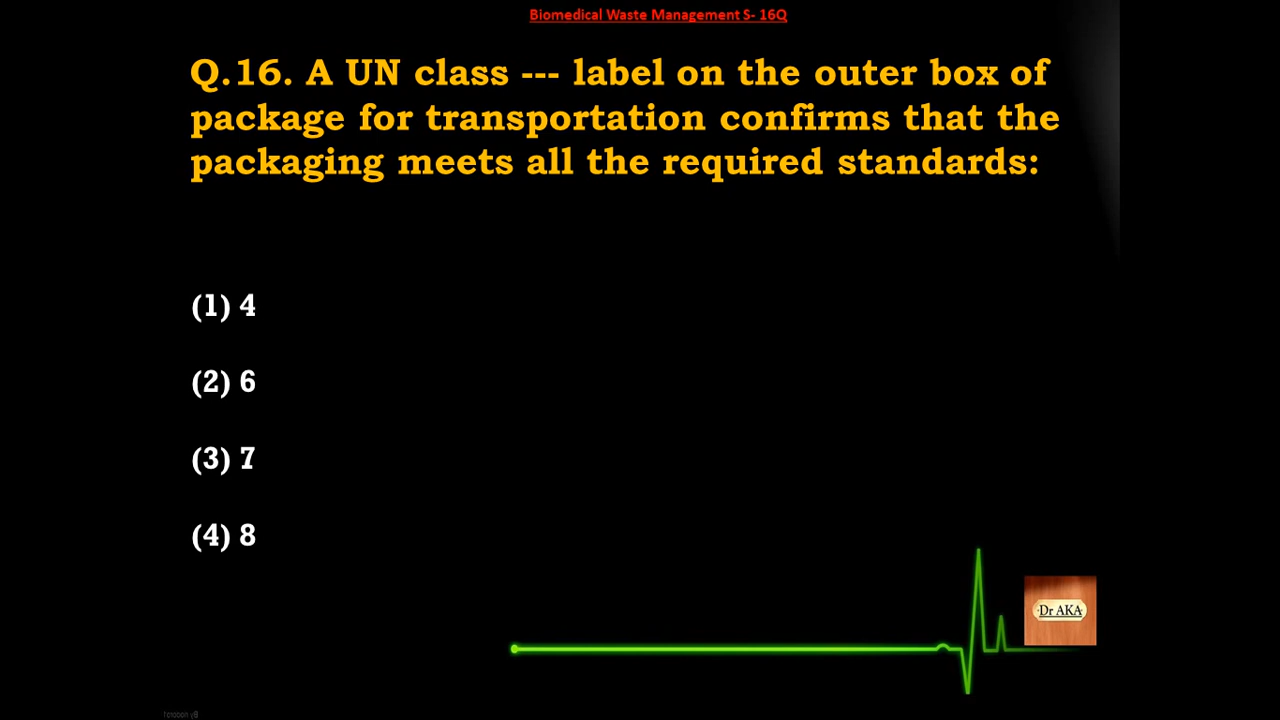 Biomedical Waste Management S- 16Q
Q.16. A UN class --- label on the outer box of
package for transportation confirms that the
packaging meets all the required standards:
(1) 4
(2) 6
(3) 7
(4) 8
Dr AKA